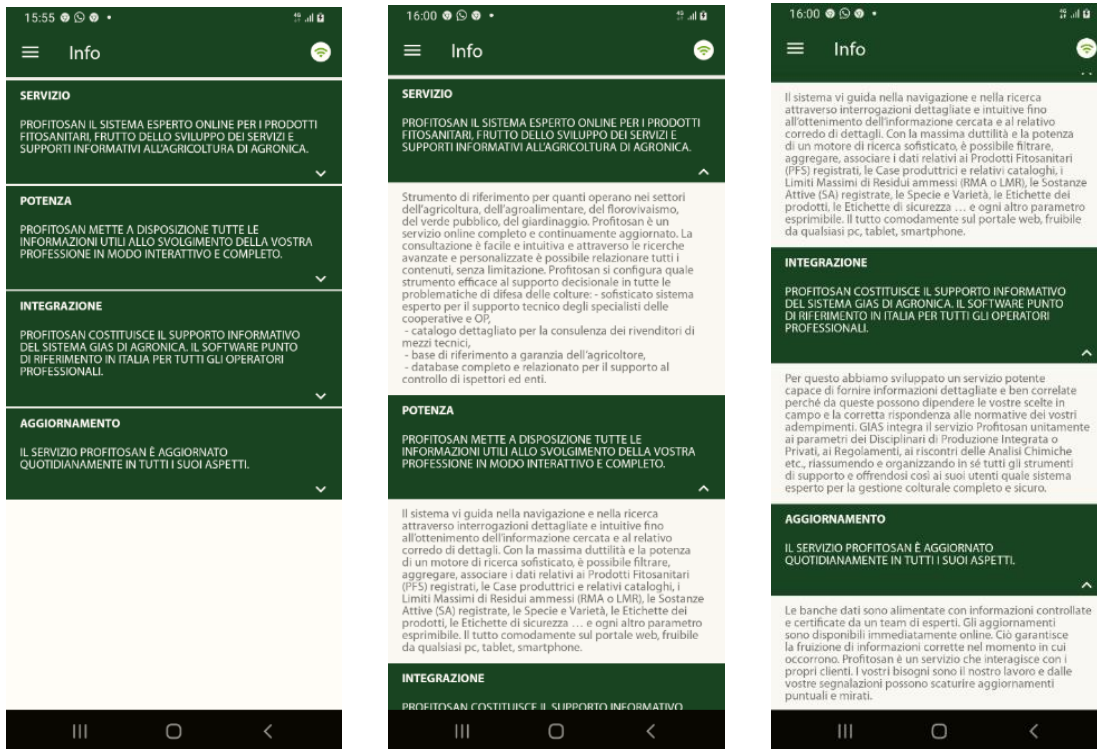 15:55
Info
SERVIZIO
PROFITOSAN IL SISTEMA ESPERTO ONLINE PER I PRODOTTI
FITOSANITARI, FRUTTO DELLO SVILUPPO DEI SERVIZI E
SUPPORTI INFORMATIVI ALL'AGRICOLTURA DI AGRONICA.
POTENZA
PROFITOSAN METTE A DISPOSIZIONE TUTTE LE
INFORMAZIONI UTILI ALLO SVOLGIMENTO DELLA VOSTRA
PROFESSIONE IN MODO INTERATTIVO E COMPLETO.
INTEGRAZIONE
PROFITOSAN COSTITUISCE IL SUPPORTO INFORMATIVO
DEL SISTEMA GIAS DI AGRONICA. IL SOFTWARE PUNTO
DI RIFERIMENTO IN ITALIA PER TUTTI GLI OPERATORI
PROFESSIONALI.
AGGIORNAMENTO
IL SERVIZIO PROFITOSAN È AGGIORNATO
QUOTIDIANAMENTE IN TUTTI I SUOI ASPETTI.
16:00
Info
SERVIZIO
PROFITOSAN IL SISTEMA ESPERTO ONLINE PER I PRODOTTI
FITOSANITARI, FRUTTO DELLO SVILUPPO DEI SERVIZI E
SUPPORTI INFORMATIVI ALL'AGRICOLTURA DI AGRONICA.
Strumento di riferimento per quanti operano nei settori
dell'agricoltura, dell'agroalimentare, del florovivaismo,
del verde pubblico, del giardinaggio. Profitosan è un
servizio online completo e continuamente aggiornato. La
consultazione è facile e intuitiva e attraverso le ricerche
avanzate e personalizzate è possibile relazionare tutti i
contenuti, senza limitazione. Profitosan si configura quale
strumento efficace al supporto decisionale in tutte le
problematiche di difesa delle colture: - sofisticato sistema
esperto per il supporto tecnico degli specialisti delle
cooperative e OP,
- catalogo dettagliato per la consulenza dei rivenditori di
mezzi tecnici,
- base di riferimento a garanzia dell'agricoltore,
- database completo e relazionato per il supporto al
controllo di ispettori ed enti.
POTENZA
PROFITOSAN METTE A DISPOSIZIONE TUTTE LE
INFORMAZIONI UTILI ALLO SVOLGIMENTO DELLA VOSTRA
PROFESSIONE IN MODO INTERATTIVO E COMPLETO.
Il sistema vi guida nella navigazione e nella ricerca
attraverso interrogazioni dettagliate e intuitive fino
all'ottenimento dell'informazione cercata e al relativo
corredo di dettagli. Con la massima duttilità e la potenza
di un motore di ricerca sofisticato, è possibile filtrare,
aggregare, associare i dati relativi ai Prodotti Fitosanitari
(PFS) registrati, le Case produttrici e relativi cataloghi, i
Limiti Massimi di Residui ammessi (RMA o LMR), le Sostanze
Attive (SA) registrate, le Specie e Varietà, le Etichette dei
prodotti, le Etichette di sicurezza … e ogni altro parametro
esprimibile. Il tutto comodamente sul portale web, fruibile
da qualsiasi pc, tablet, smartphone.
INTEGRAZIONE
PROFITOSAN COSTITUISCE IL SUPPORTO INFORMATIVO
16:00
Info
Il sistema vi guida nella navigazione e nella ricerca
attraverso interrogazioni dettagliate e intuitive fino
all'ottenimento dell'informazione cercata e al relativo
corredo di dettagli. Con la massima duttilità e la potenza
di un motore di ricerca sofisticato, è possibile filtrare,
aggregare, associare i dati relativi ai Prodotti Fitosanitari
(PFS) registrati, le Case produttrici e relativi cataloghi, i
Limiti Massimi di Residui ammessi (RMA o LMR), le Sostanze
Attive (SA) registrate, le Specie e Varietà, le Etichette dei
prodotti, le Etichette di sicurezza … e ogni altro parametro
esprimibile. Il tutto comodamente sul portale web, fruibile
da qualsiasi pc, tablet, smartphone.
INTEGRAZIONE
PROFITOSAN COSTITUISCE IL SUPPORTO INFORMATIVO
DEL SISTEMA GIAS DI AGRONICA. IL SOFTWARE PUNTO
DI RIFERIMENTO IN ITALIA PER TUTTI GLI OPERATORI
PROFESSIONALI.
Per questo abbiamo sviluppato un servizio potente
capace di fornire informazioni dettagliate e ben correlate
perché da queste possono dipendere le vostre scelte in
campo e la corretta rispondenza alle normative dei vostri
adempimenti. GIAS integra il servizio Profitosan unitamente
ai parametri dei Disciplinari di Produzione Integrata o
Privati, ai Regolamenti, ai riscontri delle Analisi Chimiche
etc., riassumendo e organizzando in sé tutti gli strumenti
di supporto e offrendosi così ai suoi utenti quale sistema
esperto per la gestione colturale completo e sicuro.
AGGIORNAMENTO
IL SERVIZIO PROFITOSAN È AGGIORNATO
QUOTIDIANAMENTE IN TUTTI I SUOI ASPETTI.
Le banche dati sono alimentate con informazioni controllate
e certificate da un team di esperti. Gli aggiornamenti
sono disponibili immediatamente online. Ciò garantisce
la fruizione di informazioni corrette nel momento in cui
occorrono. Profitosan è un servizio che interagisce con i
propri clienti. I vostri bisogni sono il nostro lavoro e dalle
vostre segnalazioni possono scaturire aggiornamenti
puntuali e mirati.